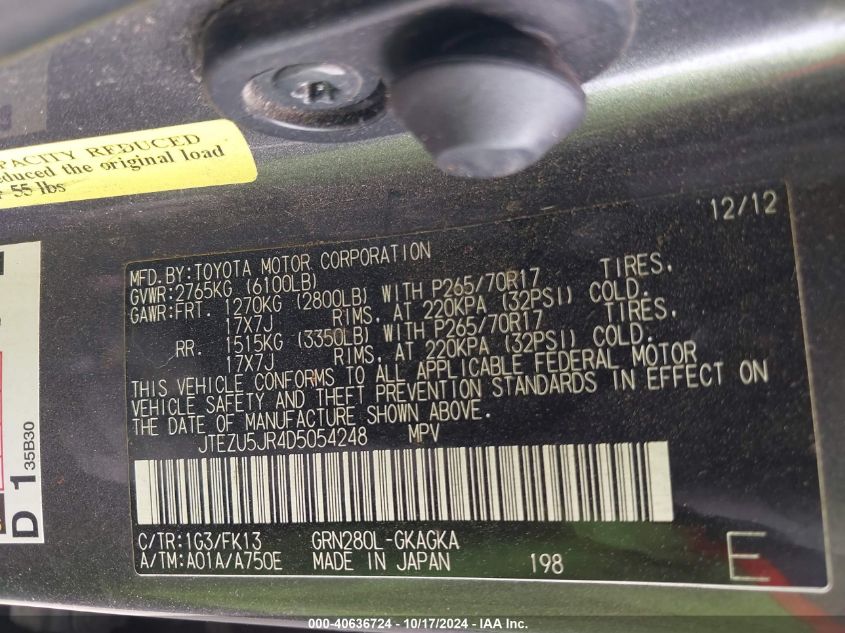 PACITY REDUCED
educed the original load
55 lbs
12/12
MFD.BY:TOYOTA MOTOR CORPORATION
GVWR:2765KG (6100LB)
GAWR:FRT. 1270KG (2800LB) WITH P265/70R17 TIRES.
17X7J RIMS, AT 220KPA (32PSI) COLD.
RR. 1515KG (3350LB) WITH P265/70R17 TIRES.
17X7J RIMS, AT 220KPA (32PSI) COLD.
THIS VEHICLE CONFORMS TO ALL APPLICABLE FEDERAL MOTOR
VEHICLE SAFETY AND THEFT PREVENTION STANDARDS IN EFFECT ON
THE DATE OF MANUFACTURE SHOWN ABOVE.
JTEZU5JR4D5054248 MPV
C/TR:1G3/FK13 GRN280L-GKAGKA
A/TM:A01A/A750E MADE IN JAPAN 198 E
D 1 35B30
000-40636724 - 10/17/2024 - IAA Inc.